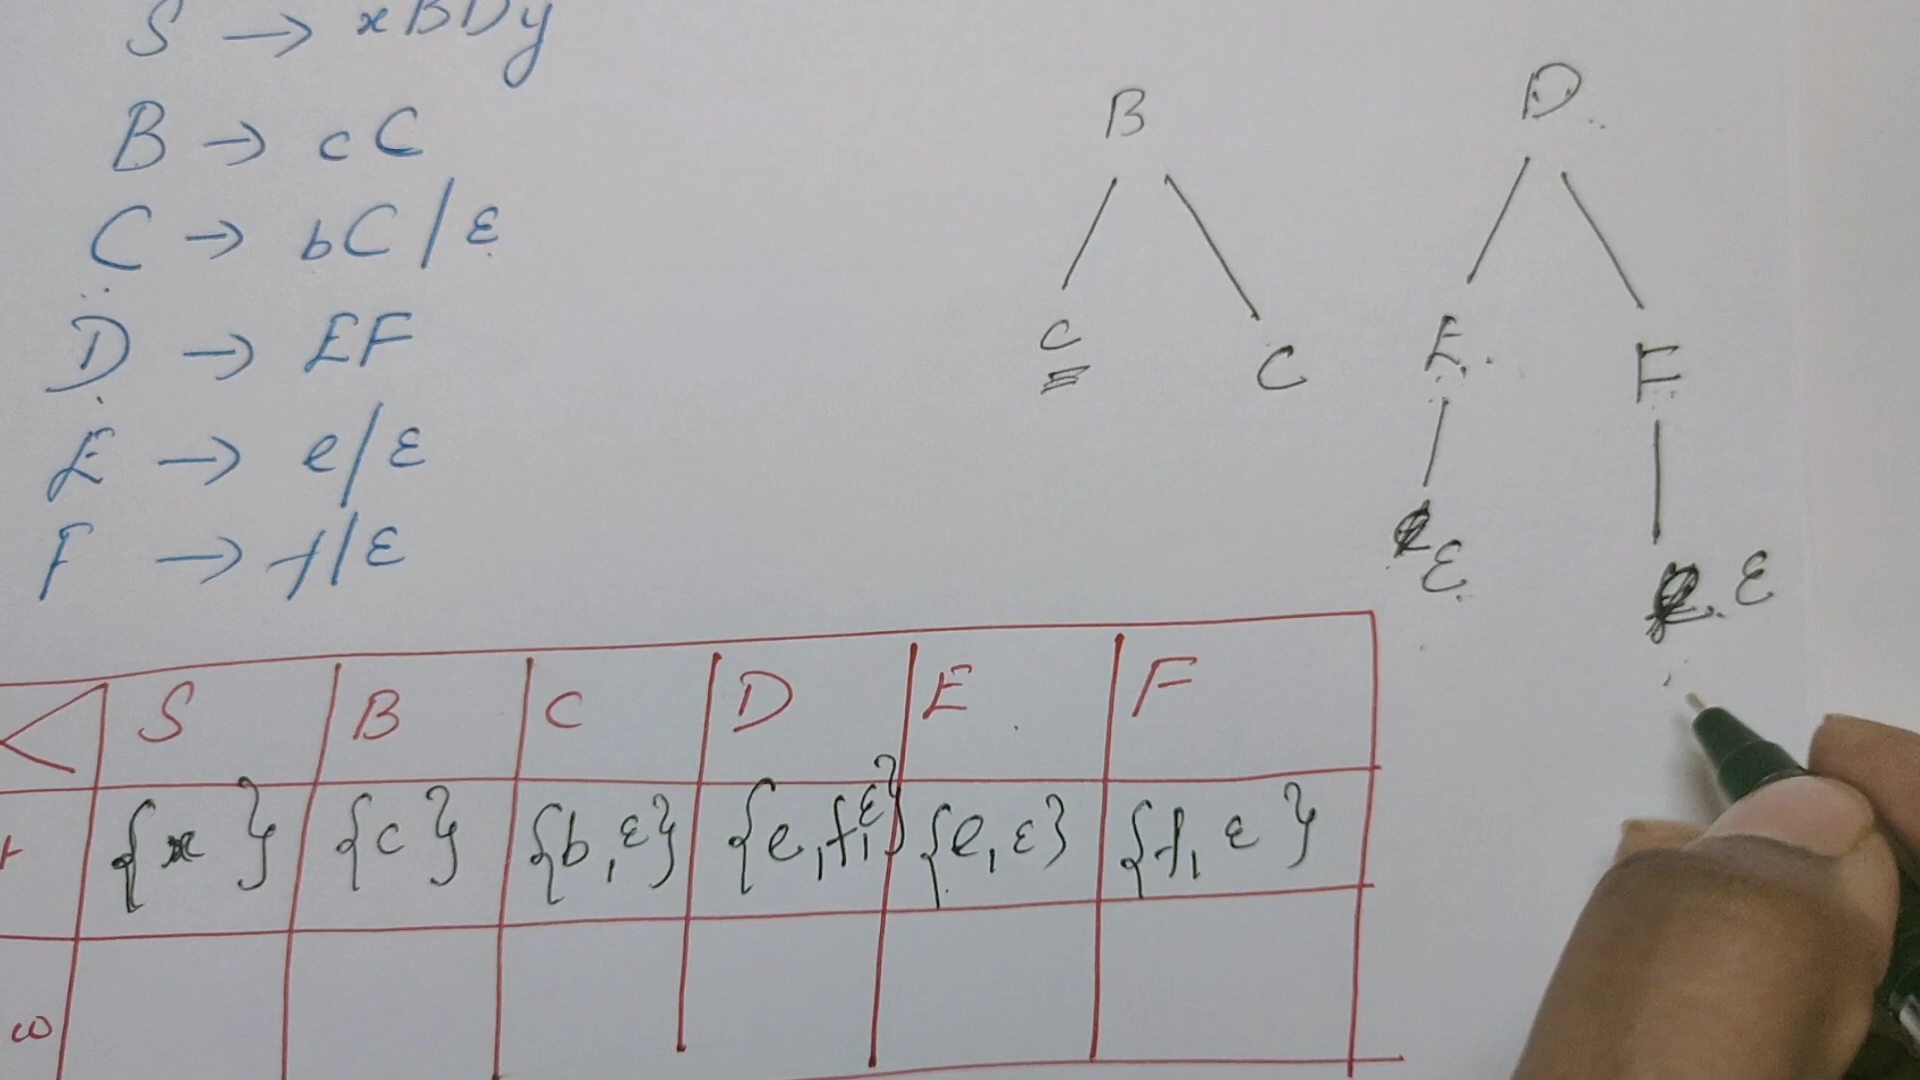 S → xBDy
B → cC
C → bC/ε
D → EF
E → e/ε
F → f/ε
B
c C
D
E F
ε ε
S B C D E F
{x} {c} {b,ε} {e,f,ε} {e,ε} {f,ε}
w